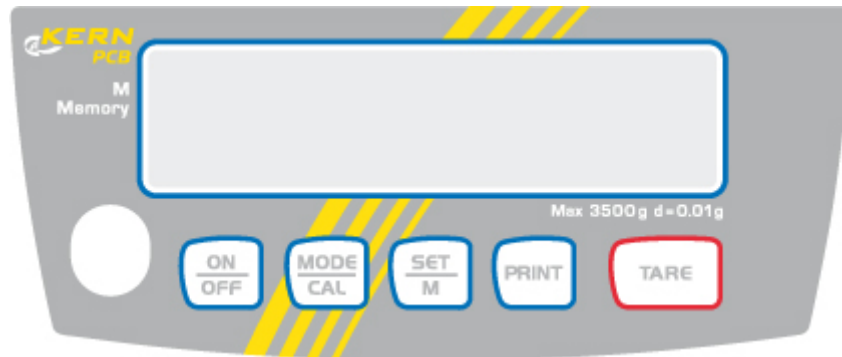 KERN
PCB
M
Memory
Max 3500g d=0.01g
ON
OFF
MODE
CAL
SET
M
PRINT
TARE